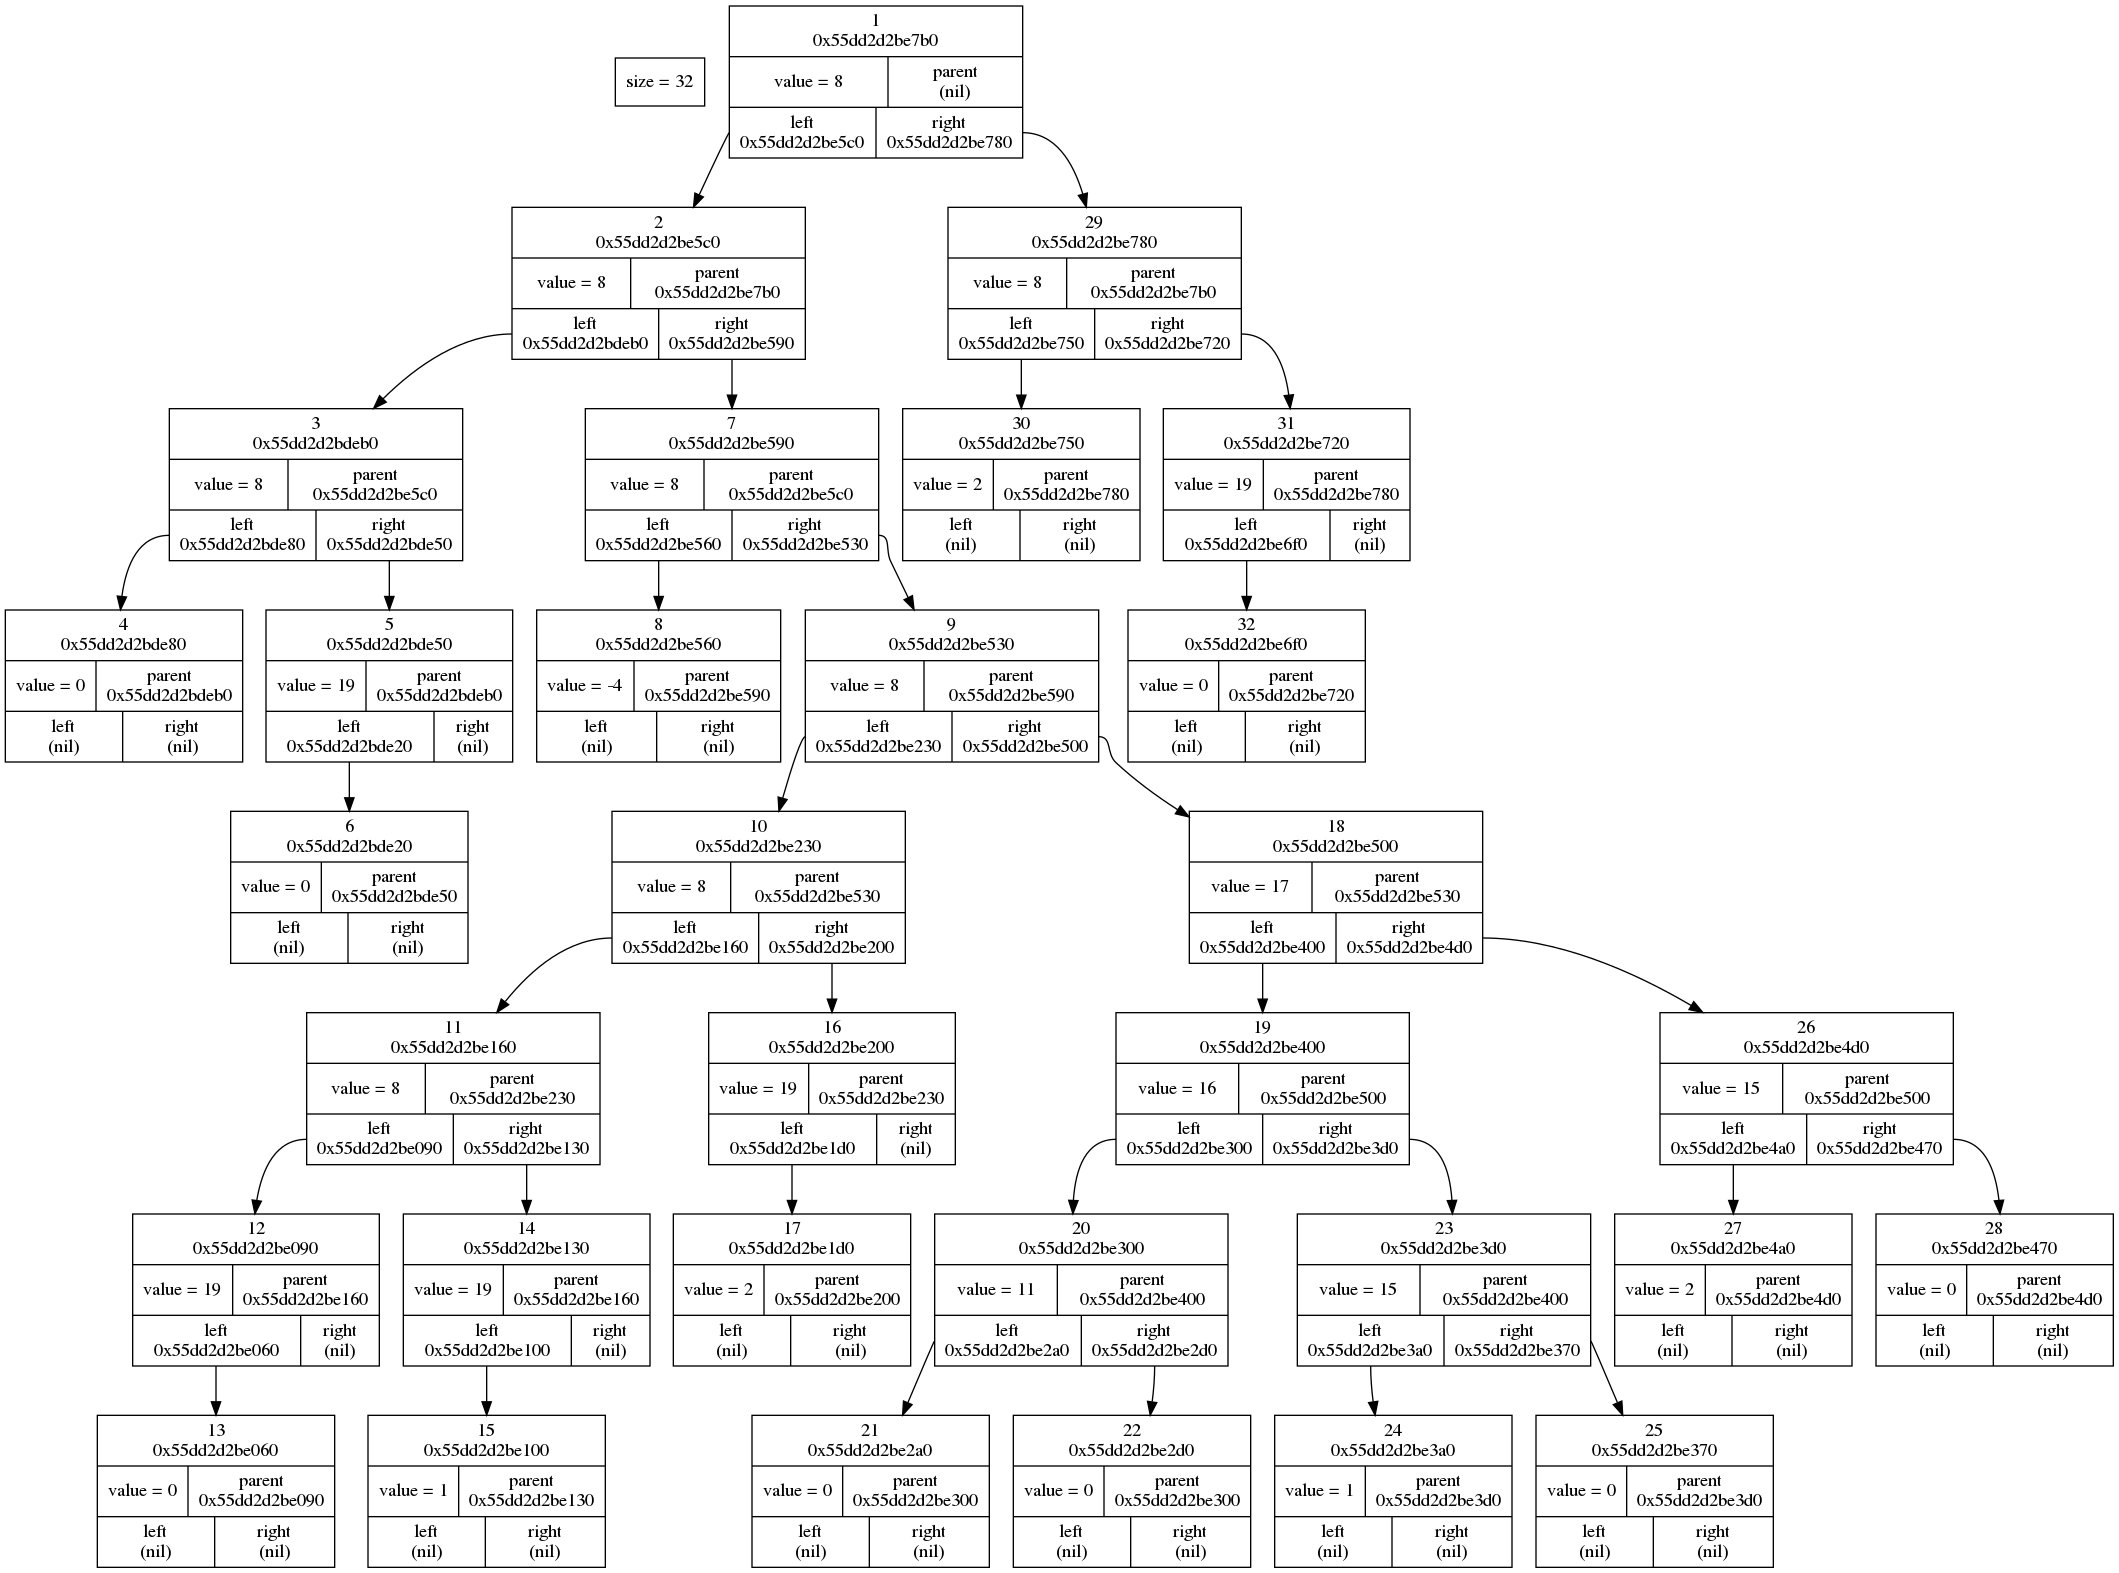 1
0x55dd2d2be7b0
size = 32
value = 8
parent
(nil)
left
0x55dd2d2be5c0
right
0x55dd2d2be780
2
0x55dd2d2be5c0
value = 8
parent
0x55dd2d2be7b0
left
0x55dd2d2bdeb0
right
0x55dd2d2be590
29
0x55dd2d2be780
value = 8
parent
0x55dd2d2be7b0
left
0x55dd2d2be750
right
0x55dd2d2be720
3
0x55dd2d2bdeb0
value = 8
parent
0x55dd2d2be5c0
left
0x55dd2d2bde80
right
0x55dd2d2bde50
7
0x55dd2d2be590
value = 8
parent
0x55dd2d2be5c0
left
0x55dd2d2be560
right
0x55dd2d2be530
30
0x55dd2d2be750
value = 2
parent
0x55dd2d2be780
left
(nil)
right
(nil)
31
0x55dd2d2be720
value = 19
parent
0x55dd2d2be780
left
0x55dd2d2be6f0
right
(nil)
4
0x55dd2d2bde80
value = 0
parent
0x55dd2d2bdeb0
left
(nil)
right
(nil)
5
0x55dd2d2bde50
value = 19
parent
0x55dd2d2bdeb0
left
0x55dd2d2bde20
right
(nil)
8
0x55dd2d2be560
value = -4
parent
0x55dd2d2be590
left
(nil)
right
(nil)
9
0x55dd2d2be530
value = 8
parent
0x55dd2d2be590
left
0x55dd2d2be230
right
0x55dd2d2be500
32
0x55dd2d2be6f0
value = 0
parent
0x55dd2d2be720
left
(nil)
right
(nil)
6
0x55dd2d2bde20
value = 0
parent
0x55dd2d2bde50
left
(nil)
right
(nil)
10
0x55dd2d2be230
value = 8
parent
0x55dd2d2be530
left
0x55dd2d2be160
right
0x55dd2d2be200
18
0x55dd2d2be500
value = 17
parent
0x55dd2d2be530
left
0x55dd2d2be400
right
0x55dd2d2be4d0
11
0x55dd2d2be160
value = 8
parent
0x55dd2d2be230
left
0x55dd2d2be090
right
0x55dd2d2be130
16
0x55dd2d2be200
value = 19
parent
0x55dd2d2be230
left
0x55dd2d2be1d0
right
(nil)
19
0x55dd2d2be400
value = 16
parent
0x55dd2d2be500
left
0x55dd2d2be300
right
0x55dd2d2be3d0
26
0x55dd2d2be4d0
value = 15
parent
0x55dd2d2be500
left
0x55dd2d2be4a0
right
0x55dd2d2be470
12
0x55dd2d2be090
value = 19
parent
0x55dd2d2be160
left
0x55dd2d2be060
right
(nil)
14
0x55dd2d2be130
value = 19
parent
0x55dd2d2be160
left
0x55dd2d2be100
right
(nil)
17
0x55dd2d2be1d0
value = 2
parent
0x55dd2d2be200
left
(nil)
right
(nil)
20
0x55dd2d2be300
value = 11
parent
0x55dd2d2be400
left
0x55dd2d2be2a0
right
0x55dd2d2be2d0
23
0x55dd2d2be3d0
value = 15
parent
0x55dd2d2be400
left
0x55dd2d2be3a0
right
0x55dd2d2be370
27
0x55dd2d2be4a0
value = 2
parent
0x55dd2d2be4d0
left
(nil)
right
(nil)
28
0x55dd2d2be470
value = 0
parent
0x55dd2d2be4d0
left
(nil)
right
(nil)
13
0x55dd2d2be060
value = 0
parent
0x55dd2d2be090
left
(nil)
right
(nil)
15
0x55dd2d2be100
value = 1
parent
0x55dd2d2be130
left
(nil)
right
(nil)
21
0x55dd2d2be2a0
value = 0
parent
0x55dd2d2be300
left
(nil)
right
(nil)
22
0x55dd2d2be2d0
value = 0
parent
0x55dd2d2be300
left
(nil)
right
(nil)
24
0x55dd2d2be3a0
value = 1
parent
0x55dd2d2be3d0
left
(nil)
right
(nil)
25
0x55dd2d2be370
value = 0
parent
0x55dd2d2be3d0
left
(nil)
right
(nil)